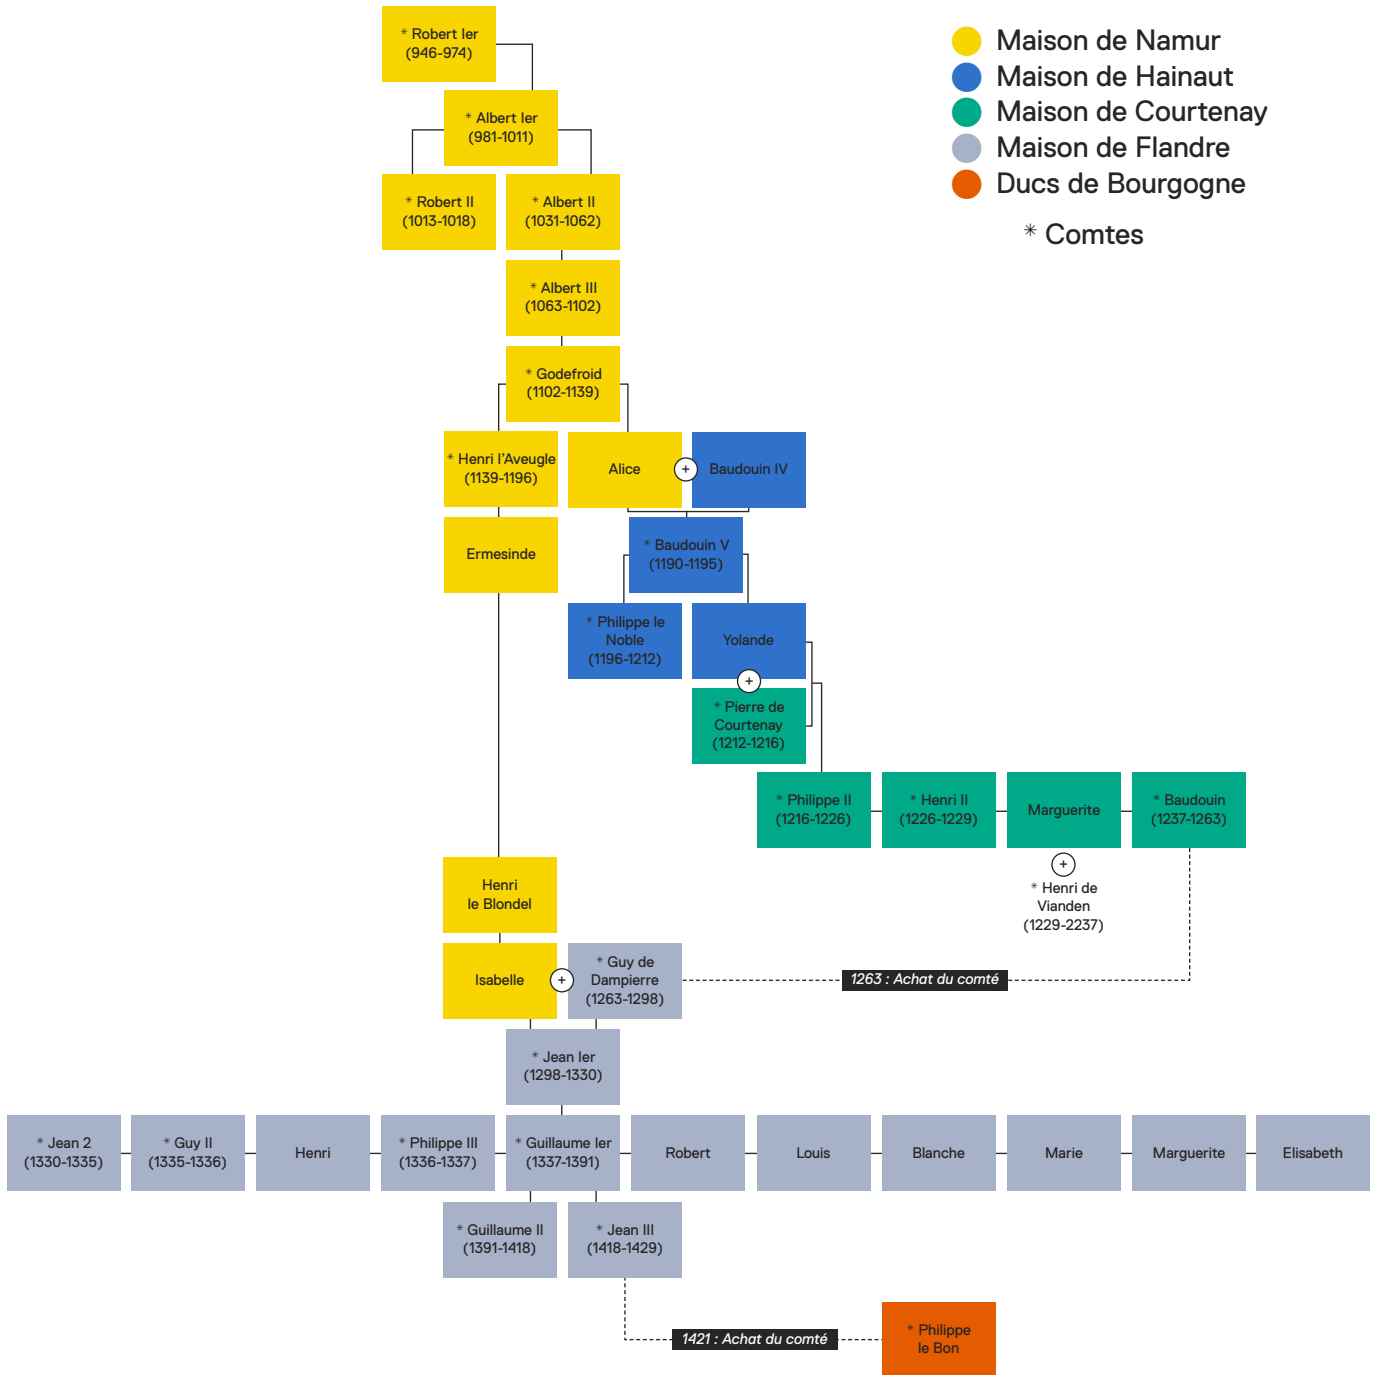 * Robert Ier
(946-974)
Maison de Namur
Maison de Hainaut
Maison de Courtenay
Maison de Flandre
Ducs de Bourgogne
* Comtes
* Albert Ier
(981-1011)
* Robert II
(1013-1018)
* Albert II
(1031-1062)
* Albert III
(1063-1102)
* Godefroid
(1102-1139)
* Henri l'Aveugle
(1139-1196)
Alice
+
Baudouin IV
Ermesinde
* Baudouin V
(1190-1195)
* Philippe le
Noble
(1196-1212)
Yolande
+
* Pierre de
Courtenay
(1212-1216)
* Philippe II
(1216-1226)
* Henri II
(1226-1229)
Marguerite
* Baudouin
(1237-1263)
+
* Henri de
Vianden
(1229-2237)
Henri
le Blondel
Isabelle
+
* Guy de
Dampierre
(1263-1298)
1263 : Achat du comté
* Jean Ier
(1298-1330)
* Jean 2
(1330-1335)
* Guy II
(1335-1336)
Henri
* Philippe III
(1336-1337)
* Guillaume Ier
(1337-1391)
Robert
Louis
Blanche
Marie
Marguerite
Elisabeth
* Guillaume II
(1391-1418)
* Jean III
(1418-1429)
1421 : Achat du comté
* Philippe
le Bon